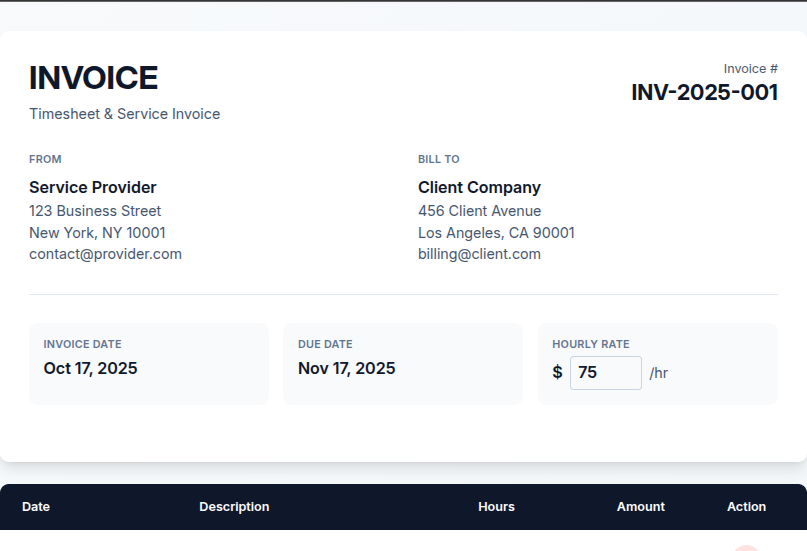 INVOICE
Timesheet & Service Invoice
Invoice #
INV-2025-001
FROM
Service Provider
123 Business Street
New York, NY 10001
contact@provider.com
BILL TO
Client Company
456 Client Avenue
Los Angeles, CA 90001
billing@client.com
INVOICE DATE
Oct 17, 2025
DUE DATE
Nov 17, 2025
HOURLY RATE
$ 75 /hr
Date Description Hours Amount Action